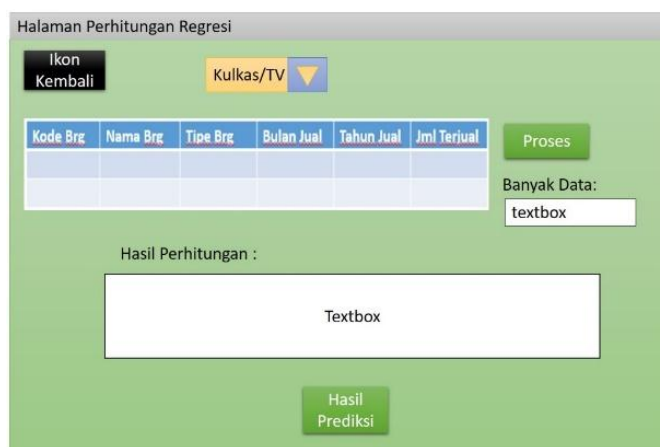 Halaman Perhitungan Regresi
Ikon
Kembali
Kulkas/TV
Kode Brg Nama Brg Tipe Brg Bulan Jual Tahun Jual Jml Terjual
Proses
Banyak Data:
textbox
Hasil Perhitungan :
Textbox
Hasil
Prediksi